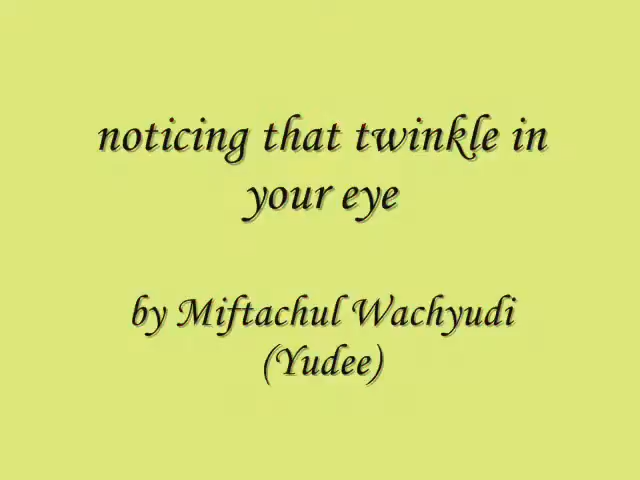 noticing that twinkle in
your eye
by Miftachul Wachyudi
(Yudee)